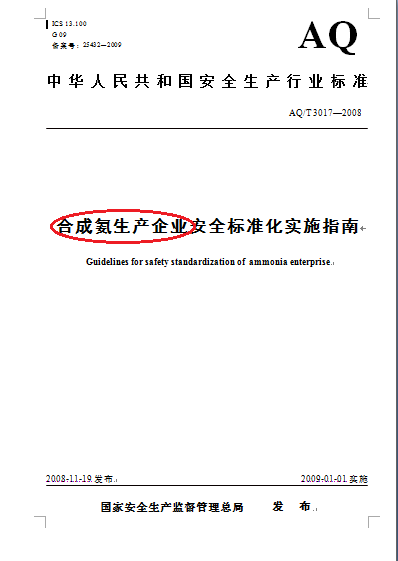 ICS 13.100
G 09
备案号：25432—2009
AQ
中华人民共和国安全生产行业标准
AQ/T 3017—2008
合成氨生产企业安全标准化实施指南
Guidelines for safety standardization of ammonia enterprise
2008-11-19 发布
2009-01-01 实施
国家安全生产监督管理总局 发 布